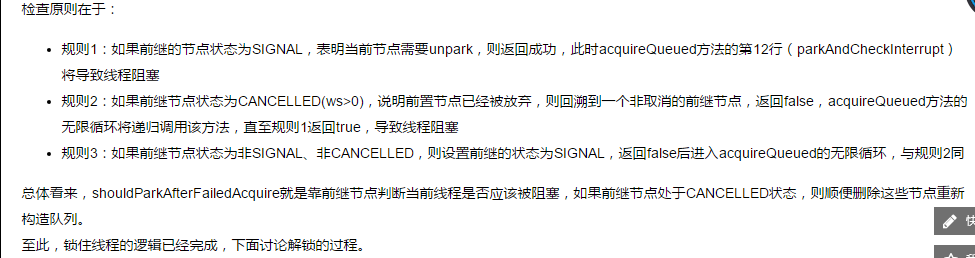 检查原则在于：
规则1：如果前继的节点状态为SIGNAL，表明当前节点需要unpark，则返回成功，此时acquireQueued方法的第12行（parkAndCheckInterrupt）
将导致线程阻塞
规则2：如果前继节点状态为CANCELLED(ws>0)，说明前置节点已经被放弃，则回溯到一个非取消的前继节点，返回false，acquireQueued方法的
无限循环将递归调用该方法，直至规则1返回true，导致线程阻塞
规则3：如果前继节点状态为非SIGNAL、非CANCELLED，则设置前继的状态为SIGNAL，返回false后进入acquireQueued的无限循环，与规则2同
总体看来，shouldParkAfterFailedAcquire就是靠前继节点判断当前线程是否应该被阻塞，如果前继节点处于CANCELLED状态，则顺便删除这些节点重新
构造队列。
至此，锁住线程的逻辑已经完成，下面讨论解锁的过程。